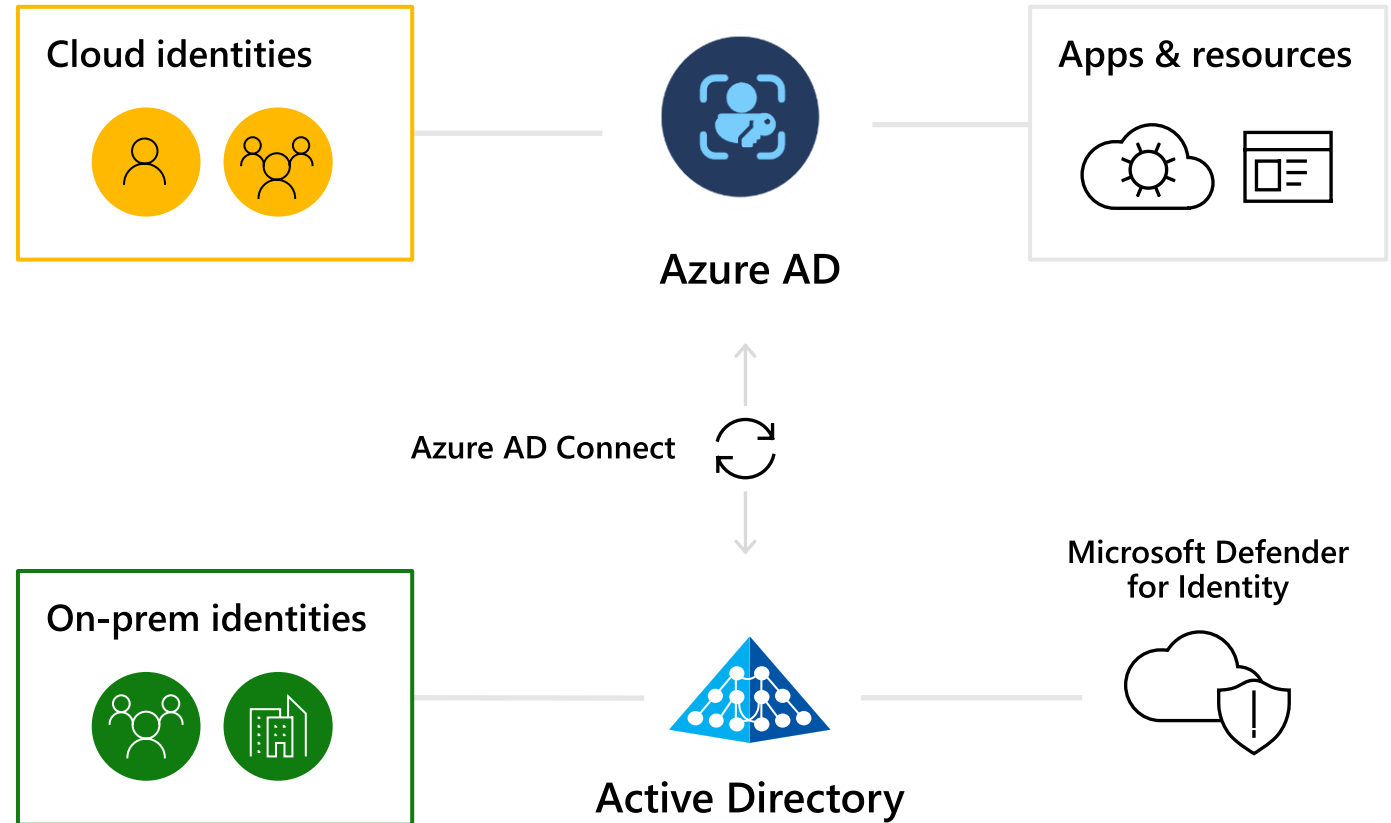 Cloud identities
Azure AD
Apps & resources
Azure AD Connect
On-prem identities
Active Directory
Microsoft Defender
for Identity